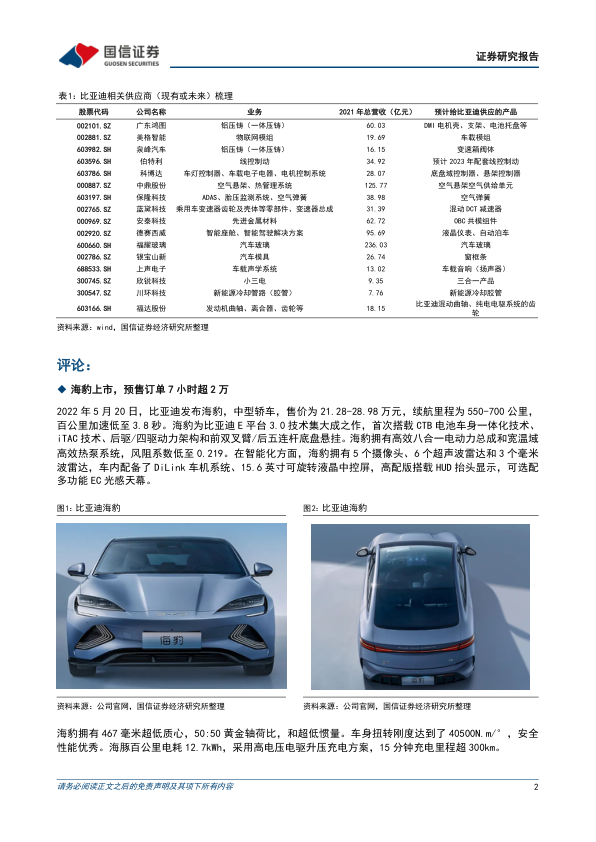 国信证券
GUOSEN SECURITIES
证券研究报告
表1：比亚迪相关供应商（现有或未来）梳理
股票代码 公司名称 业务 2021 年总营收（亿元） 预计给比亚迪供应的产品
002101.SZ 广东鸿图 铝压铸（一体压铸） 60.03 DMI 电机壳、支架、电池托盘等
002881.SZ 美格智能 物联网模组 19.69 车载模组
603982.SH 泉峰汽车 铝压铸（一体压铸） 16.15 变速箱阀体
603596.SH 伯特利 线控制动 34.92 预计 2023 年配套线控制动
603786.SH 科博达 车灯控制器、车载电子电器、电机控制系统 28.07 底盘域控制器、悬架控制器
000887.SZ 中鼎股份 空气悬架、热管理系统 125.77 空气悬架空气供给单元
603197.SH 保隆科技 ADAS、胎压监测系统，空气弹簧 38.98 空气弹簧
002765.SZ 蓝黛科技 乘用车变速器齿轮及壳体等零部件、变速器总成 31.39 混动 DCT 减速器
000969.SZ 安泰科技 先进金属材料 62.72 OBC 共模组件
002920.SZ 德赛西威 智能座舱、智能驾驶解决方案 95.69 液晶仪表、自动泊车
600660.SH 福耀玻璃 汽车玻璃 236.03 汽车玻璃
002786.SZ 银宝山新 汽车模具 26.74 窗框条
688533.SH 上声电子 车载声学系统 13.02 车载音响（扬声器）
300745.SZ 欣锐科技 小三电 9.35 三合一产品
300547.SZ 川环科技 新能源冷却管路（胶管） 7.76 新能源冷却胶管
603166.SH 福达股份 发动机曲轴、离合器、齿轮等 18.15 比亚迪混动曲轴、纯电电驱系统的齿
轮
资料来源：wind，国信证券经济研究所整理
评论：
◆ 海豹上市，预售订单 7 小时超 2 万
2022 年 5 月 20 日，比亚迪发布海豹，中型轿车，售价为 21.28-28.98 万元，续航里程为 550-700 公里，
百公里加速低至 3.8 秒。海豹为比亚迪 E 平台 3.0 技术集大成之作，首次搭载 CTB 电池车身一体化技术、
iTAC 技术、后驱/四驱动力架构和前双叉臂/后五连杆底盘悬挂。海豹拥有高效八合一电动力总成和宽温域
高效热泵系统，风阻系数低至 0.219。在智能化方面，海豹拥有 5 个摄像头、6 个超声波雷达和 3 个毫米
波雷达，车内配备了 DiLink 车机系统、15.6 英寸可旋转液晶中控屏，高配版搭载 HUD 抬头显示，可选配
多功能 EC 光感天幕。
图1：比亚迪海豹 图2：比亚迪海豹
海豹
资料来源：公司官网，国信证券经济研究所整理 资料来源：公司官网，国信证券经济研究所整理
海豹拥有 467 毫米超低质心，50:50 黄金轴荷比，和超低惯量。车身扭转刚度达到了 40500N.m/°，安全
性能优秀。海豚百公里电耗 12.7kWh，采用高电压电驱升压充电方案，15 分钟充电里程超 300km。
请务必阅读正文之后的免责声明及其项下所有内容 2